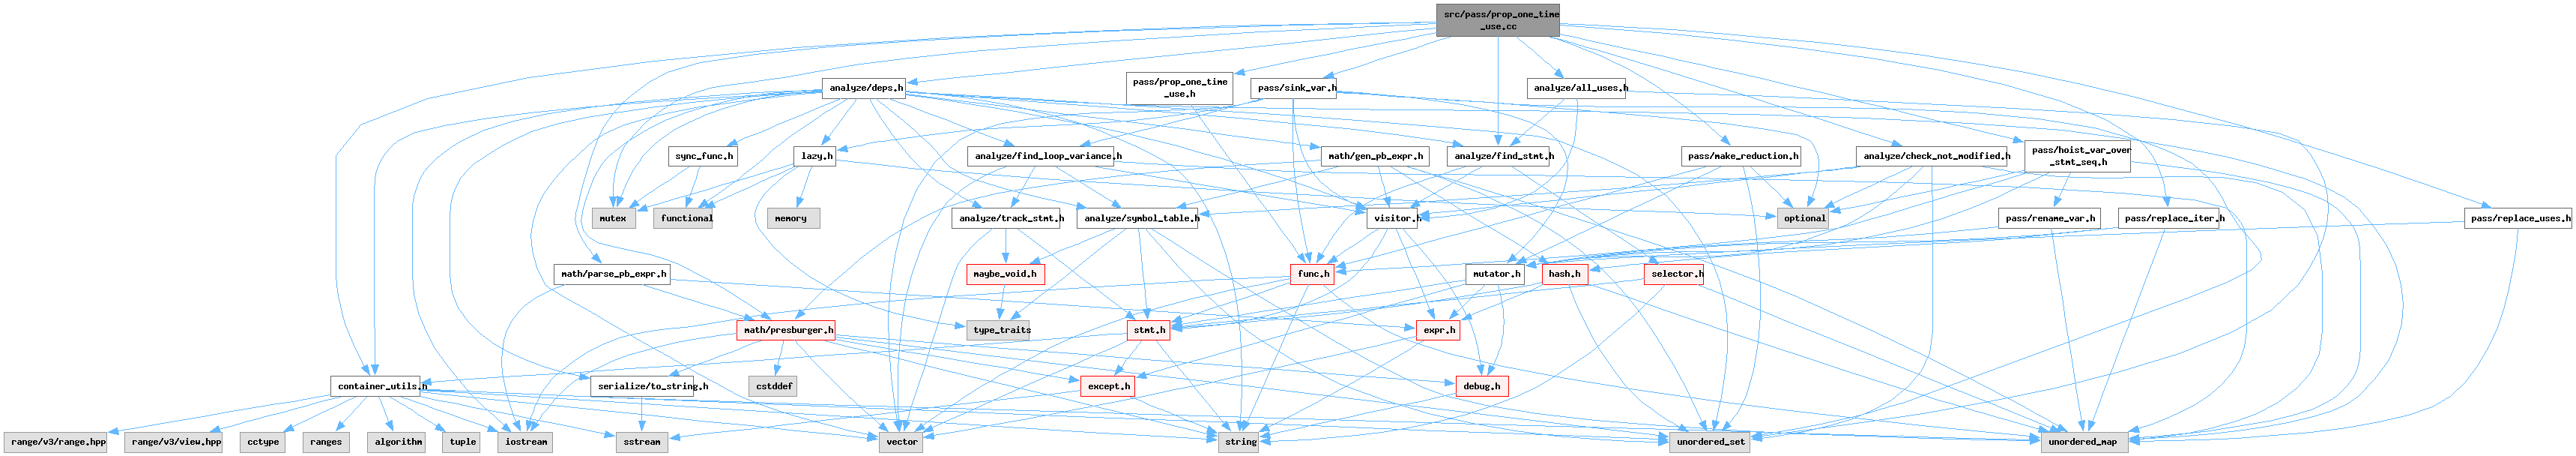 src/pass/prop_one_time
_use.cc
analyze/deps.h
pass/prop_one_time
_use.h
pass/sink_var.h
analyze/all_uses.h
sync_func.h
lazy.h
analyze/find_loop_variance.h
math/gen_pb_expr.h
analyze/find_stmt.h
pass/make_reduction.h
analyze/check_not_modified.h
pass/hoist_var_over
_stmt_seq.h
mutex
functional
memory
analyze/track_stmt.h
analyze/symbol_table.h
visitor.h
optional
pass/rename_var.h
pass/replace_iter.h
pass/replace_uses.h
math/parse_pb_expr.h
maybe_void.h
func.h
mutator.h
hash.h
selector.h
math/presburger.h
type_traits
stmt.h
expr.h
container_utils.h
serialize/to_string.h
cstddef
except.h
debug.h
range/v3/range.hpp
range/v3/view.hpp
cctype
ranges
algorithm
tuple
iostream
sstream
vector
string
unordered_set
unordered_map